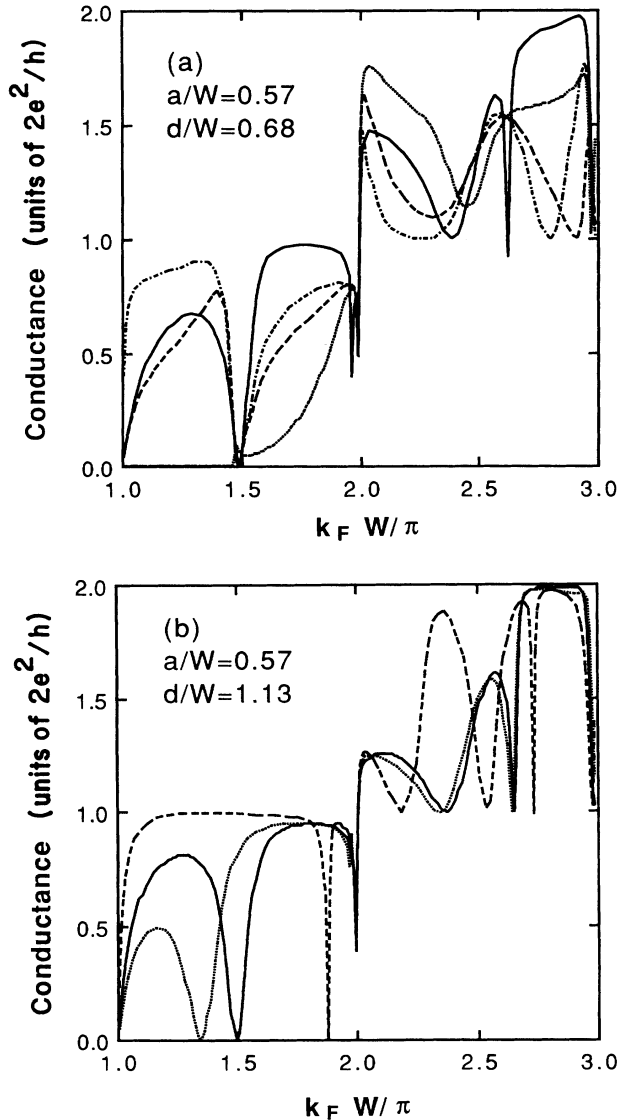 (a)
a/W=0.57
d/W=0.68
Conductance (units of 2e²/h)
2.0
1.5
1.0
0.5
0.0
1.0 1.5 2.0 2.5 3.0
k_F W/π
(b)
a/W=0.57
d/W=1.13
Conductance (units of 2e²/h)
2.0
1.5
1.0
0.5
0.0
1.0 1.5 2.0 2.5 3.0
k_F W/π